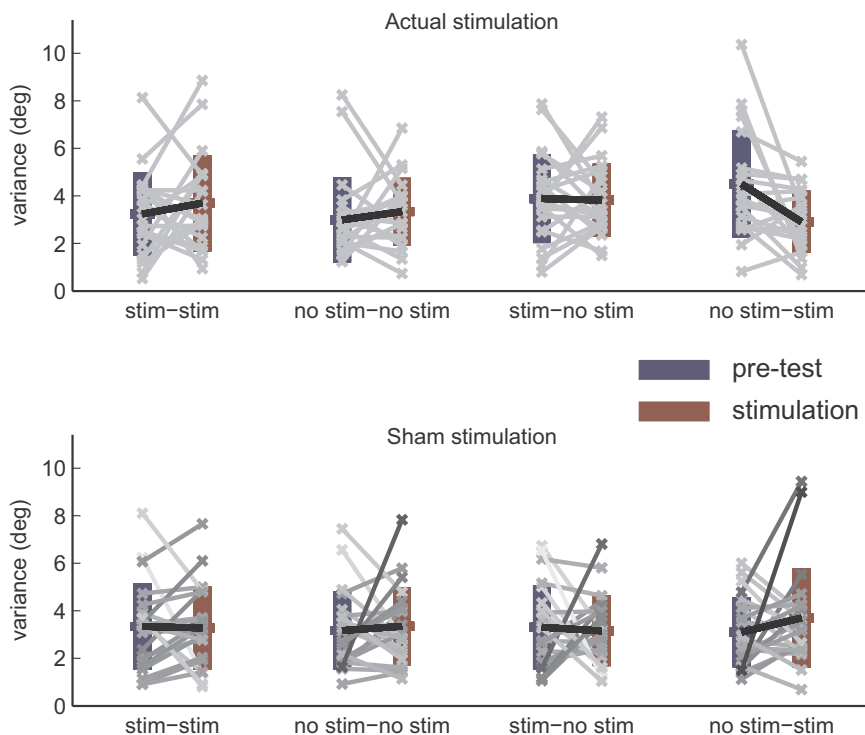 Actual stimulation
variance (deg)
10
8
6
4
2
0
stim−stim no stim−no stim stim−no stim no stim−stim
pre-test
stimulation
Sham stimulation
variance (deg)
10
8
6
4
2
0
stim−stim no stim−no stim stim−no stim no stim−stim